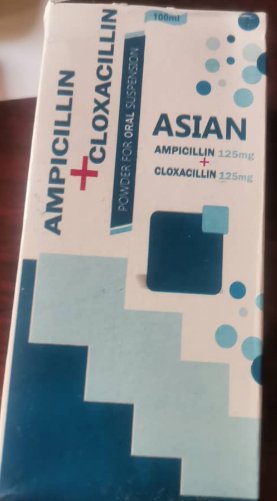 100ml
AMPICILLIN
+
CLOXACILLIN
POWDER FOR ORAL SUSPENSION
ASIAN
AMPICILLIN 125mg
+
CLOXACILLIN 125mg